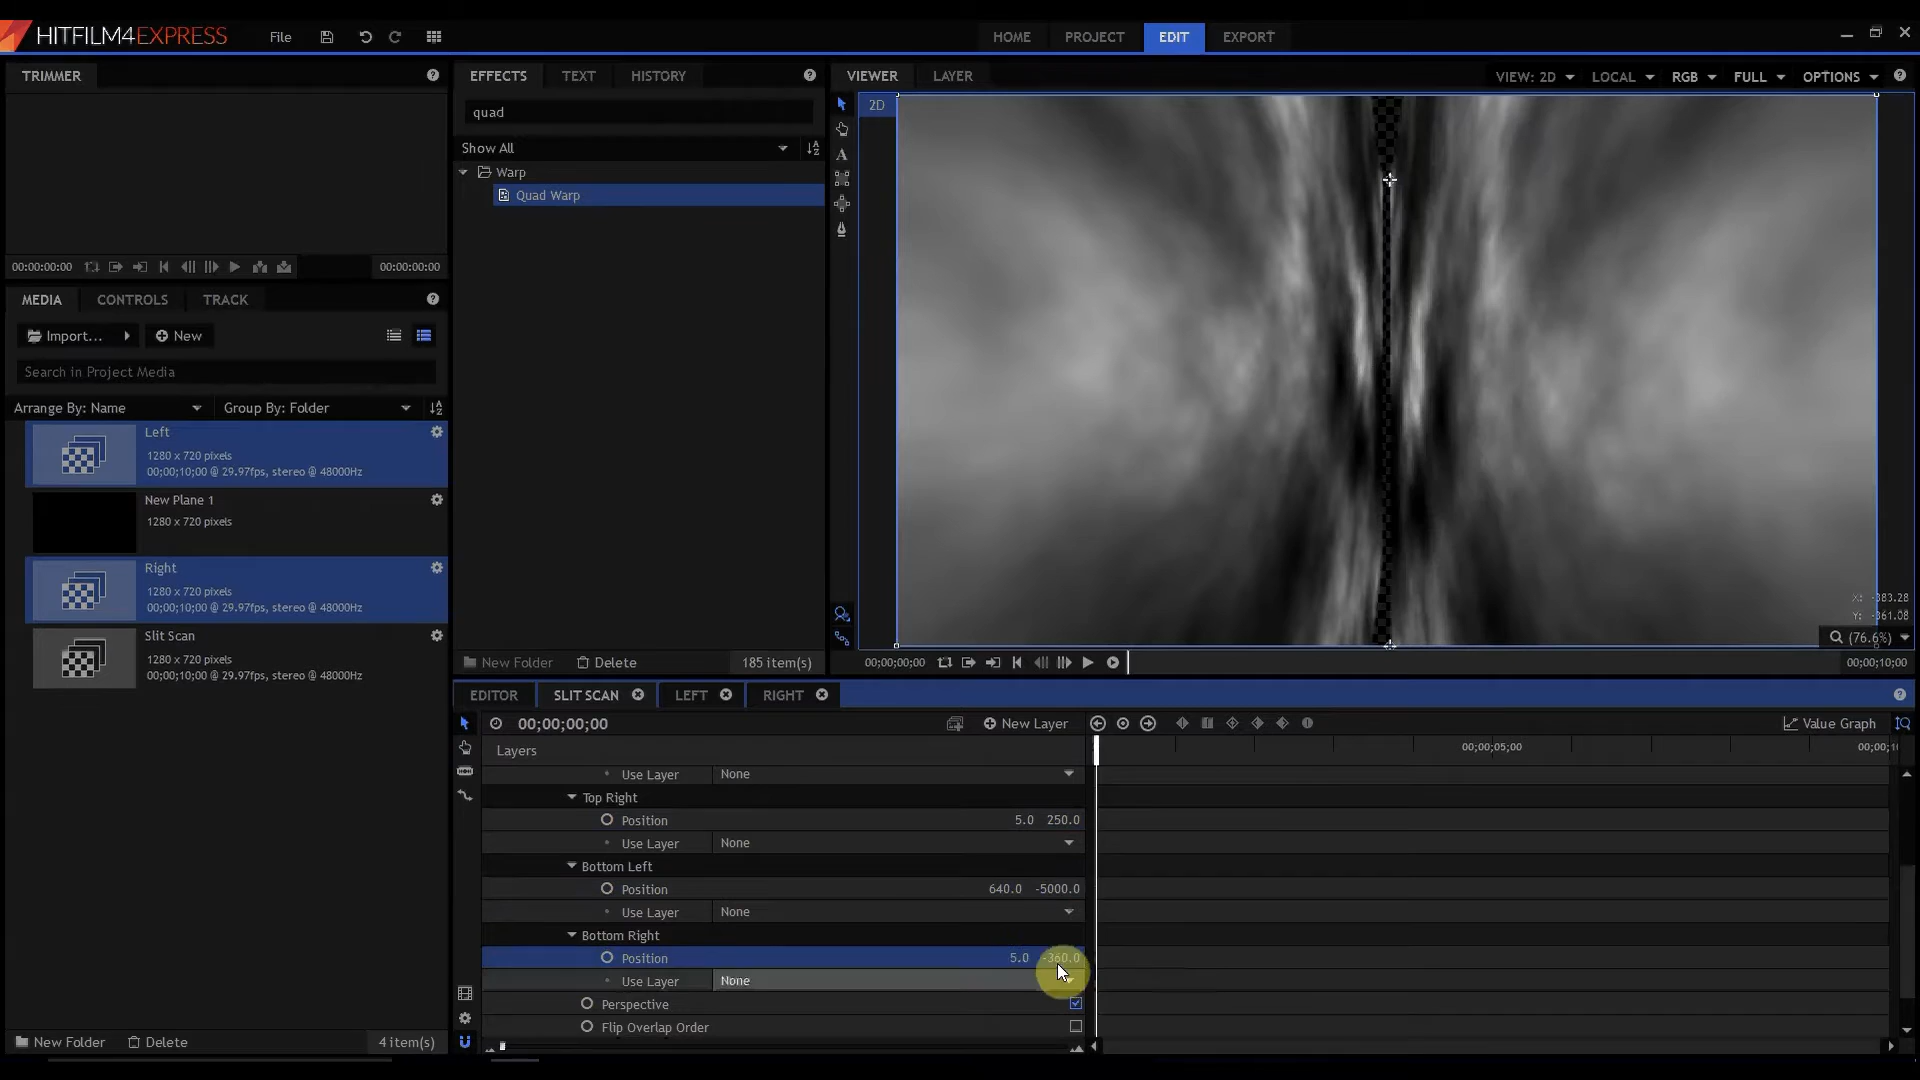 HITFILM4EXPRESS
File
HOME PROJECT EDIT EXPORT
TRIMMER
EFFECTS TEXT HISTORY
VIEWER LAYER
VIEW: 2D LOCAL RGB FULL OPTIONS
2D
quad
Show All
Warp
Quad Warp
00:00:00:00
00:00:00:00
MEDIA CONTROLS TRACK
Import... New
Search in Project Media
Arrange By: Name Group By: Folder
Left
1280 x 720 pixels
00;00;10;00 @ 29.97fps, stereo @ 48000Hz
New Plane 1
1280 x 720 pixels
Right
1280 x 720 pixels
00;00;10;00 @ 29.97fps, stereo @ 48000Hz
Slit Scan
1280 x 720 pixels
00;00;10;00 @ 29.97fps, stereo @ 48000Hz
New Folder Delete 4 item(s)
New Folder Delete 185 item(s)
X: -383.28
Y: -361.08
(76.6%)
00;00;00;00
00;00;10;00
EDITOR SLIT SCAN LEFT RIGHT
00;00;00;00
New Layer
Value Graph
Layers
00;00;05;00
Use Layer None
Top Right
Position 5.0 250.0
Use Layer None
Bottom Left
Position 640.0 -5000.0
Use Layer None
Bottom Right
Position 5.0 -360.0
Use Layer None
Perspective
Flip Overlap Order